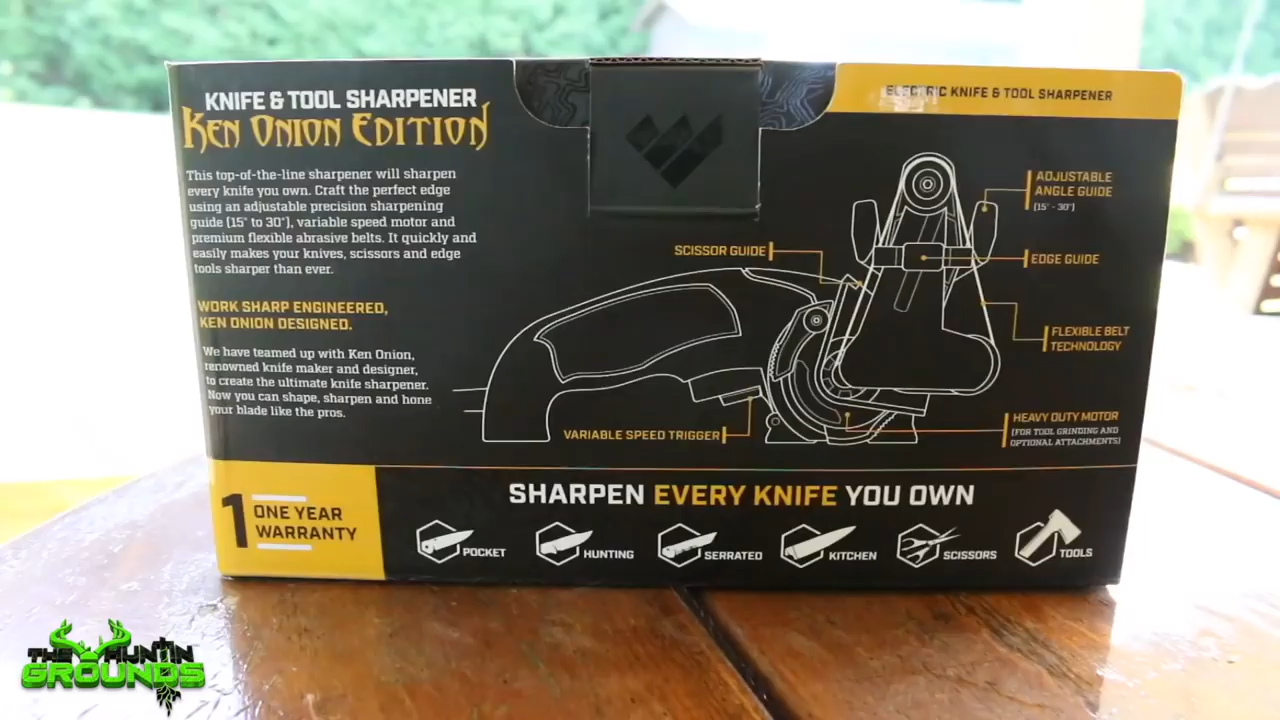 KNIFE & TOOL SHARPENER
KEN ONION EDITION
This top-of-the-line sharpener will sharpen
every knife you own. Craft the perfect edge
using an adjustable precision sharpening
guide (15° to 30°), variable speed motor and
premium flexible abrasive belts. It quickly and
easily makes your knives, scissors and edge
tools sharper than ever.
WORK SHARP ENGINEERED,
KEN ONION DESIGNED.
We have teamed up with Ken Onion,
renowned knife maker and designer,
to create the ultimate knife sharpener.
Now you can shape, sharpen and hone
your blade like the pros.
ELECTRIC KNIFE & TOOL SHARPENER
ADJUSTABLE
ANGLE GUIDE
(15° - 30°)
SCISSOR GUIDE
EDGE GUIDE
FLEXIBLE BELT
TECHNOLOGY
HEAVY DUTY MOTOR
(FOR TOOL GRINDING AND
OPTIONAL ATTACHMENTS)
VARIABLE SPEED TRIGGER
1 ONE YEAR
WARRANTY
SHARPEN EVERY KNIFE YOU OWN
POCKET
HUNTING
SERRATED
KITCHEN
SCISSORS
TOOLS
THE HUNTIN
GROUNDS